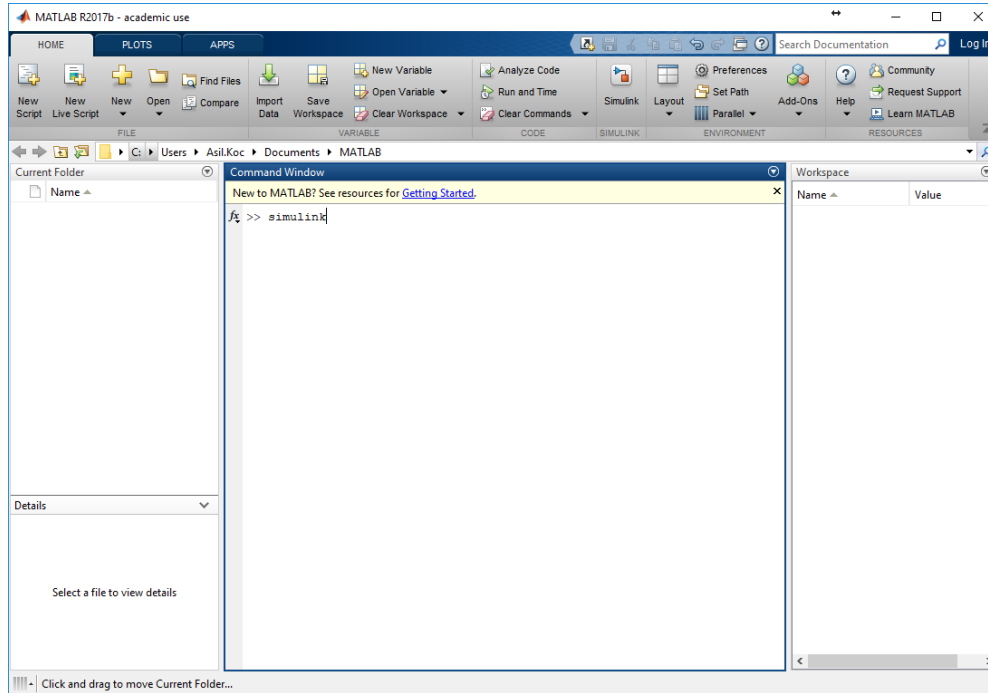 MATLAB R2017b - academic use
HOME PLOTS APPS
Search Documentation
Log In
New Script
New Live Script
New
Open
Find Files
Compare
Import Data
Save Workspace
New Variable
Open Variable
Clear Workspace
Analyze Code
Run and Time
Clear Commands
Simulink
Layout
Preferences
Set Path
Parallel
Add-Ons
Help
Community
Request Support
Learn MATLAB
FILE VARIABLE CODE SIMULINK ENVIRONMENT RESOURCES
C: Users Asil.Koc Documents MATLAB
Current Folder
Name
Command Window
New to MATLAB? See resources for Getting Started.
fx >> simulink
Workspace
Name Value
Details
Select a file to view details
Click and drag to move Current Folder...